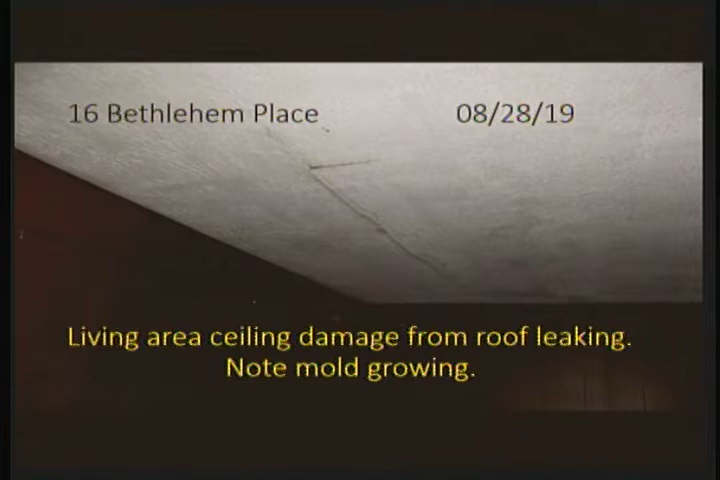 16 Bethlehem Place 08/28/19
Living area ceiling damage from roof leaking.
Note mold growing.